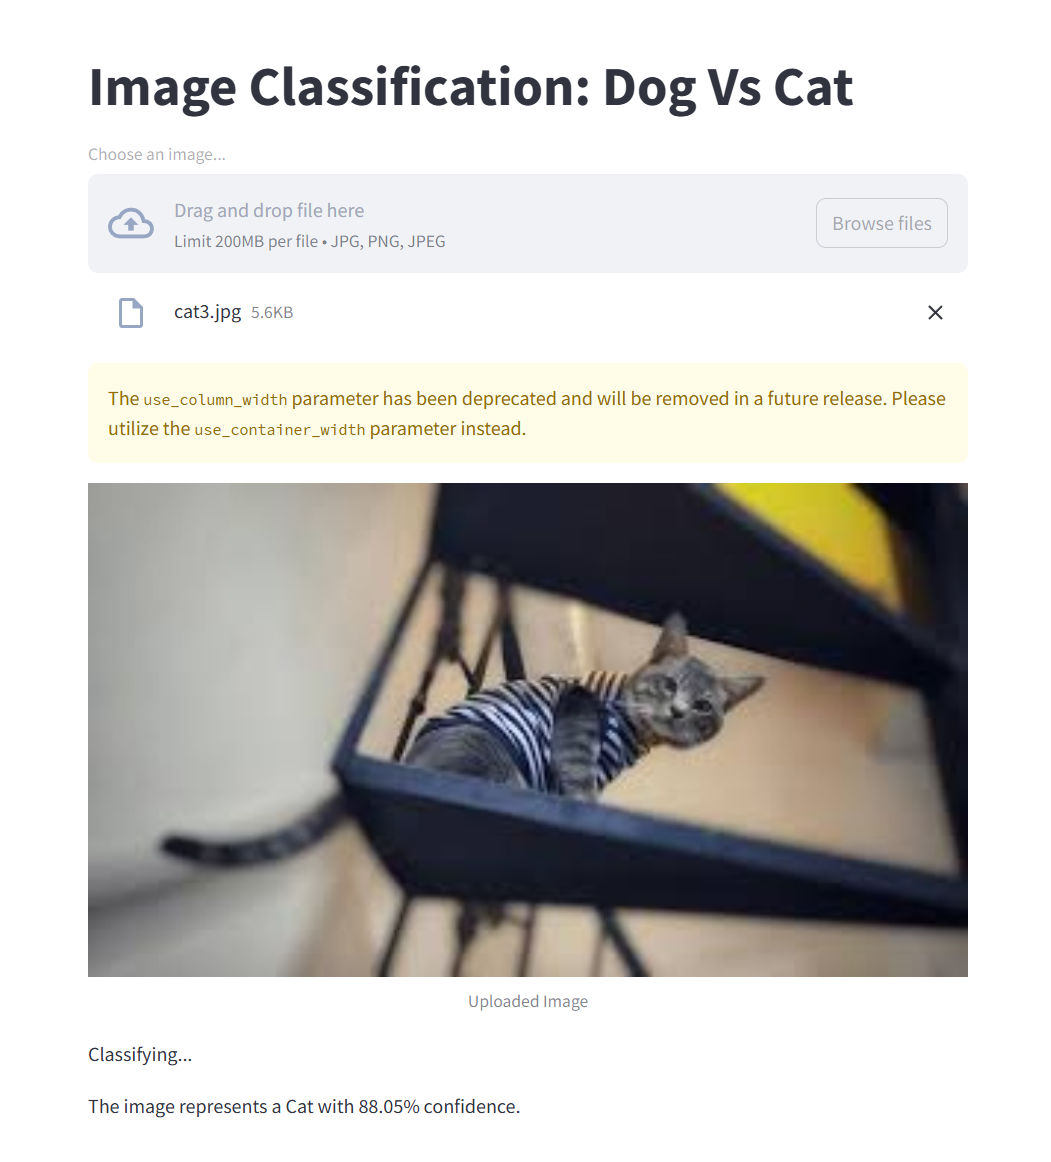 Image Classification: Dog Vs Cat
Choose an image...
Drag and drop file here
Limit 200MB per file • JPG, PNG, JPEG
Browse files
cat3.jpg 5.6KB
The use_column_width parameter has been deprecated and will be removed in a future release. Please
utilize the use_container_width parameter instead.
Uploaded Image
Classifying...
The image represents a Cat with 88.05% confidence.